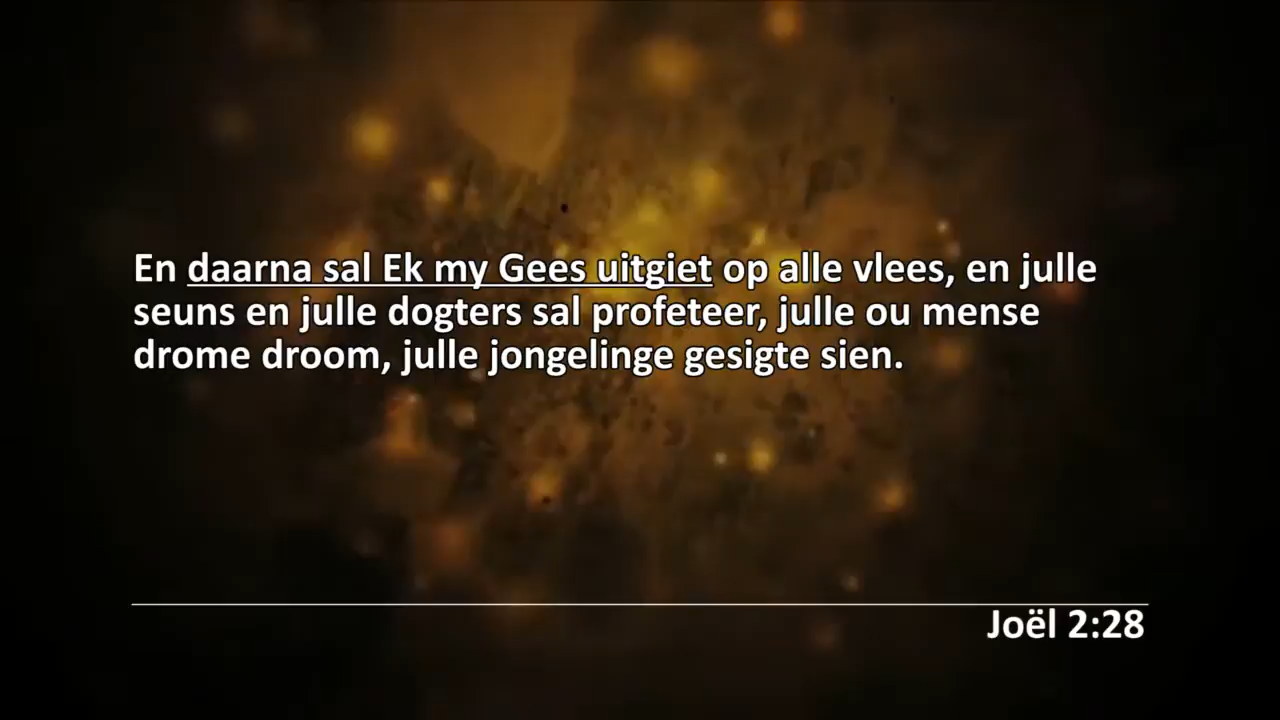 En daarna sal Ek my Gees uitgiet op alle vlees, en julle
seuns en julle dogters sal profeteer, julle ou mense
drome droom, julle jongelinge gesigte sien.
Joël 2:28